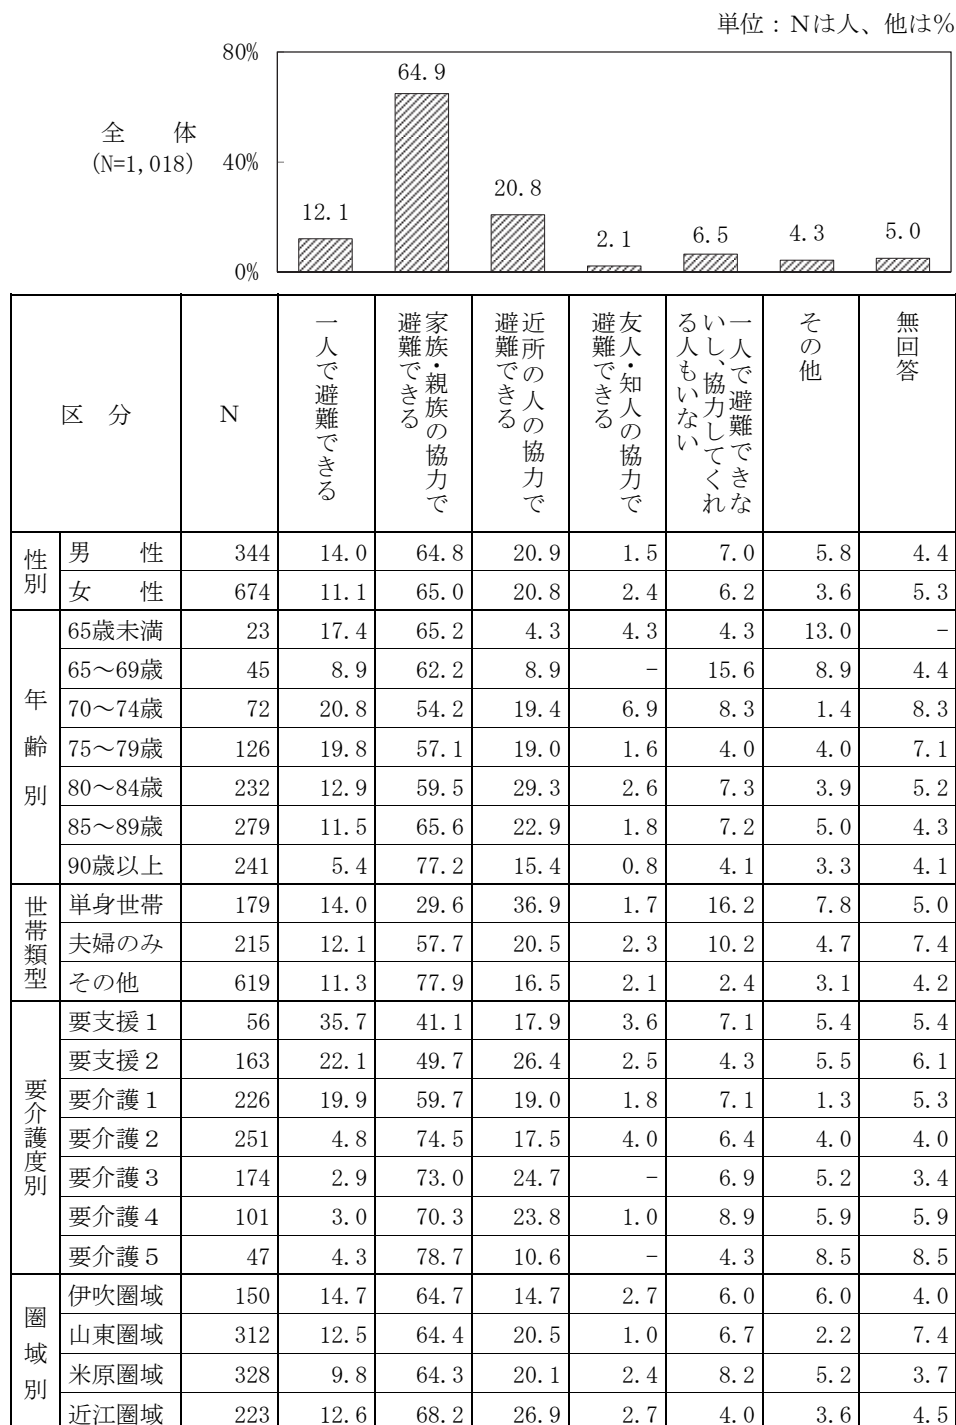 単位：Nは人、他は％
80%
64.9
全　体
(N=1,018)
40%
20.8
12.1
2.1
6.5
4.3
5.0
0%
区　分
N
一人で避難できる
家族・親族の協力で
避難できる
近所の人の協力で
避難できる
友人・知人の協力で
避難できる
一人で避難できな
いし、協力してくれ
る人もいない
その他
無回答
性別
男　性 344 14.0 64.8 20.9 1.5 7.0 5.8 4.4
女　性 674 11.1 65.0 20.8 2.4 6.2 3.6 5.3
年齢別
65歳未満 23 17.4 65.2 4.3 4.3 4.3 13.0 −
65～69歳 45 8.9 62.2 8.9 − 15.6 8.9 4.4
70～74歳 72 20.8 54.2 19.4 6.9 8.3 1.4 8.3
75～79歳 126 19.8 57.1 19.0 1.6 4.0 4.0 7.1
80～84歳 232 12.9 59.5 29.3 2.6 7.3 3.9 5.2
85～89歳 279 11.5 65.6 22.9 1.8 7.2 5.0 4.3
90歳以上 241 5.4 77.2 15.4 0.8 4.1 3.3 4.1
世帯類型
単身世帯 179 14.0 29.6 36.9 1.7 16.2 7.8 5.0
夫婦のみ 215 12.1 57.7 20.5 2.3 10.2 4.7 7.4
その他 619 11.3 77.9 16.5 2.1 2.4 3.1 4.2
要介護度別
要支援１ 56 35.7 41.1 17.9 3.6 7.1 5.4 5.4
要支援２ 163 22.1 49.7 26.4 2.5 4.3 5.5 6.1
要介護１ 226 19.9 59.7 19.0 1.8 7.1 1.3 5.3
要介護２ 251 4.8 74.5 17.5 4.0 6.4 4.0 4.0
要介護３ 174 2.9 73.0 24.7 − 6.9 5.2 3.4
要介護４ 101 3.0 70.3 23.8 1.0 8.9 5.9 5.9
要介護５ 47 4.3 78.7 10.6 − 4.3 8.5 8.5
圏域別
伊吹圏域 150 14.7 64.7 14.7 2.7 6.0 6.0 4.0
山東圏域 312 12.5 64.4 20.5 1.0 6.7 2.2 7.4
米原圏域 328 9.8 64.3 20.1 2.4 8.2 5.2 3.7
近江圏域 223 12.6 68.2 26.9 2.7 4.0 3.6 4.5